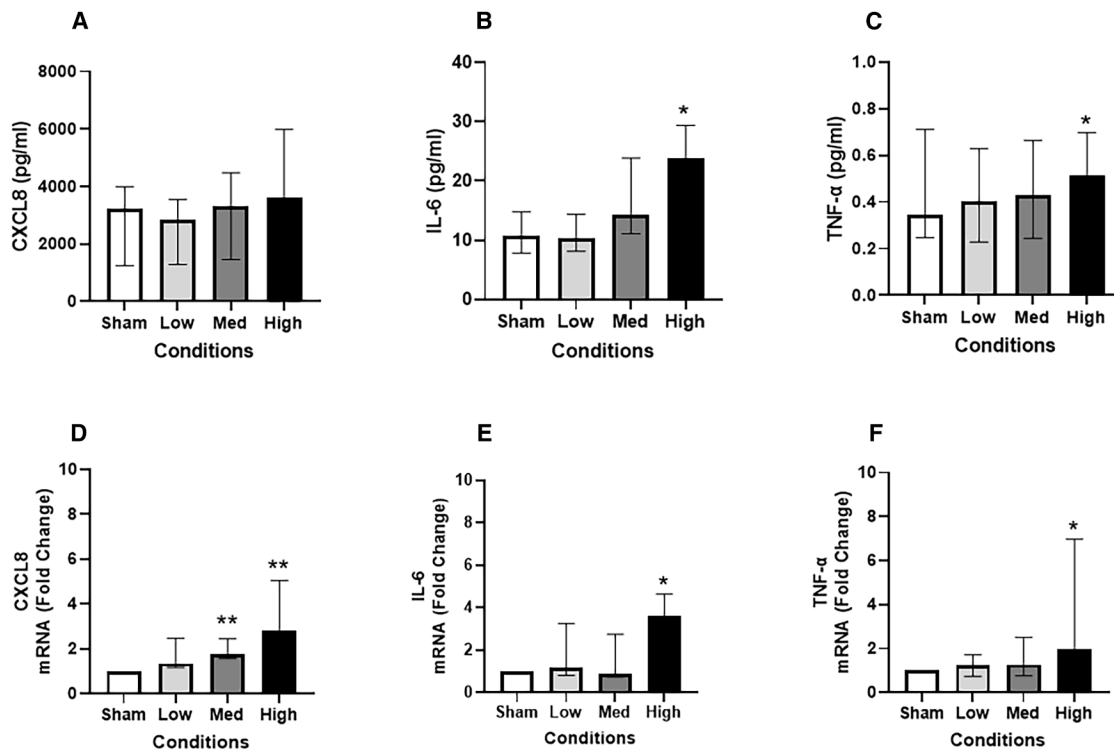 A
CXCL8 (pg/ml)
8000
6000
4000
2000
0
Sham Low Med High
Conditions
B
IL-6 (pg/ml)
40
30
20
10
0
*
Sham Low Med High
Conditions
C
TNF-α (pg/ml)
1.0
0.8
0.6
0.4
0.2
0.0
*
Sham Low Med High
Conditions
D
CXCL8
mRNA (Fold Change)
10
8
6
4
2
0
** **
Sham Low Med High
Conditions
E
IL-6
mRNA (Fold Change)
10
8
6
4
2
0
*
Sham Low Med High
Conditions
F
TNF-α
mRNA (Fold Change)
10
8
6
4
2
0
*
Sham Low Med High
Conditions